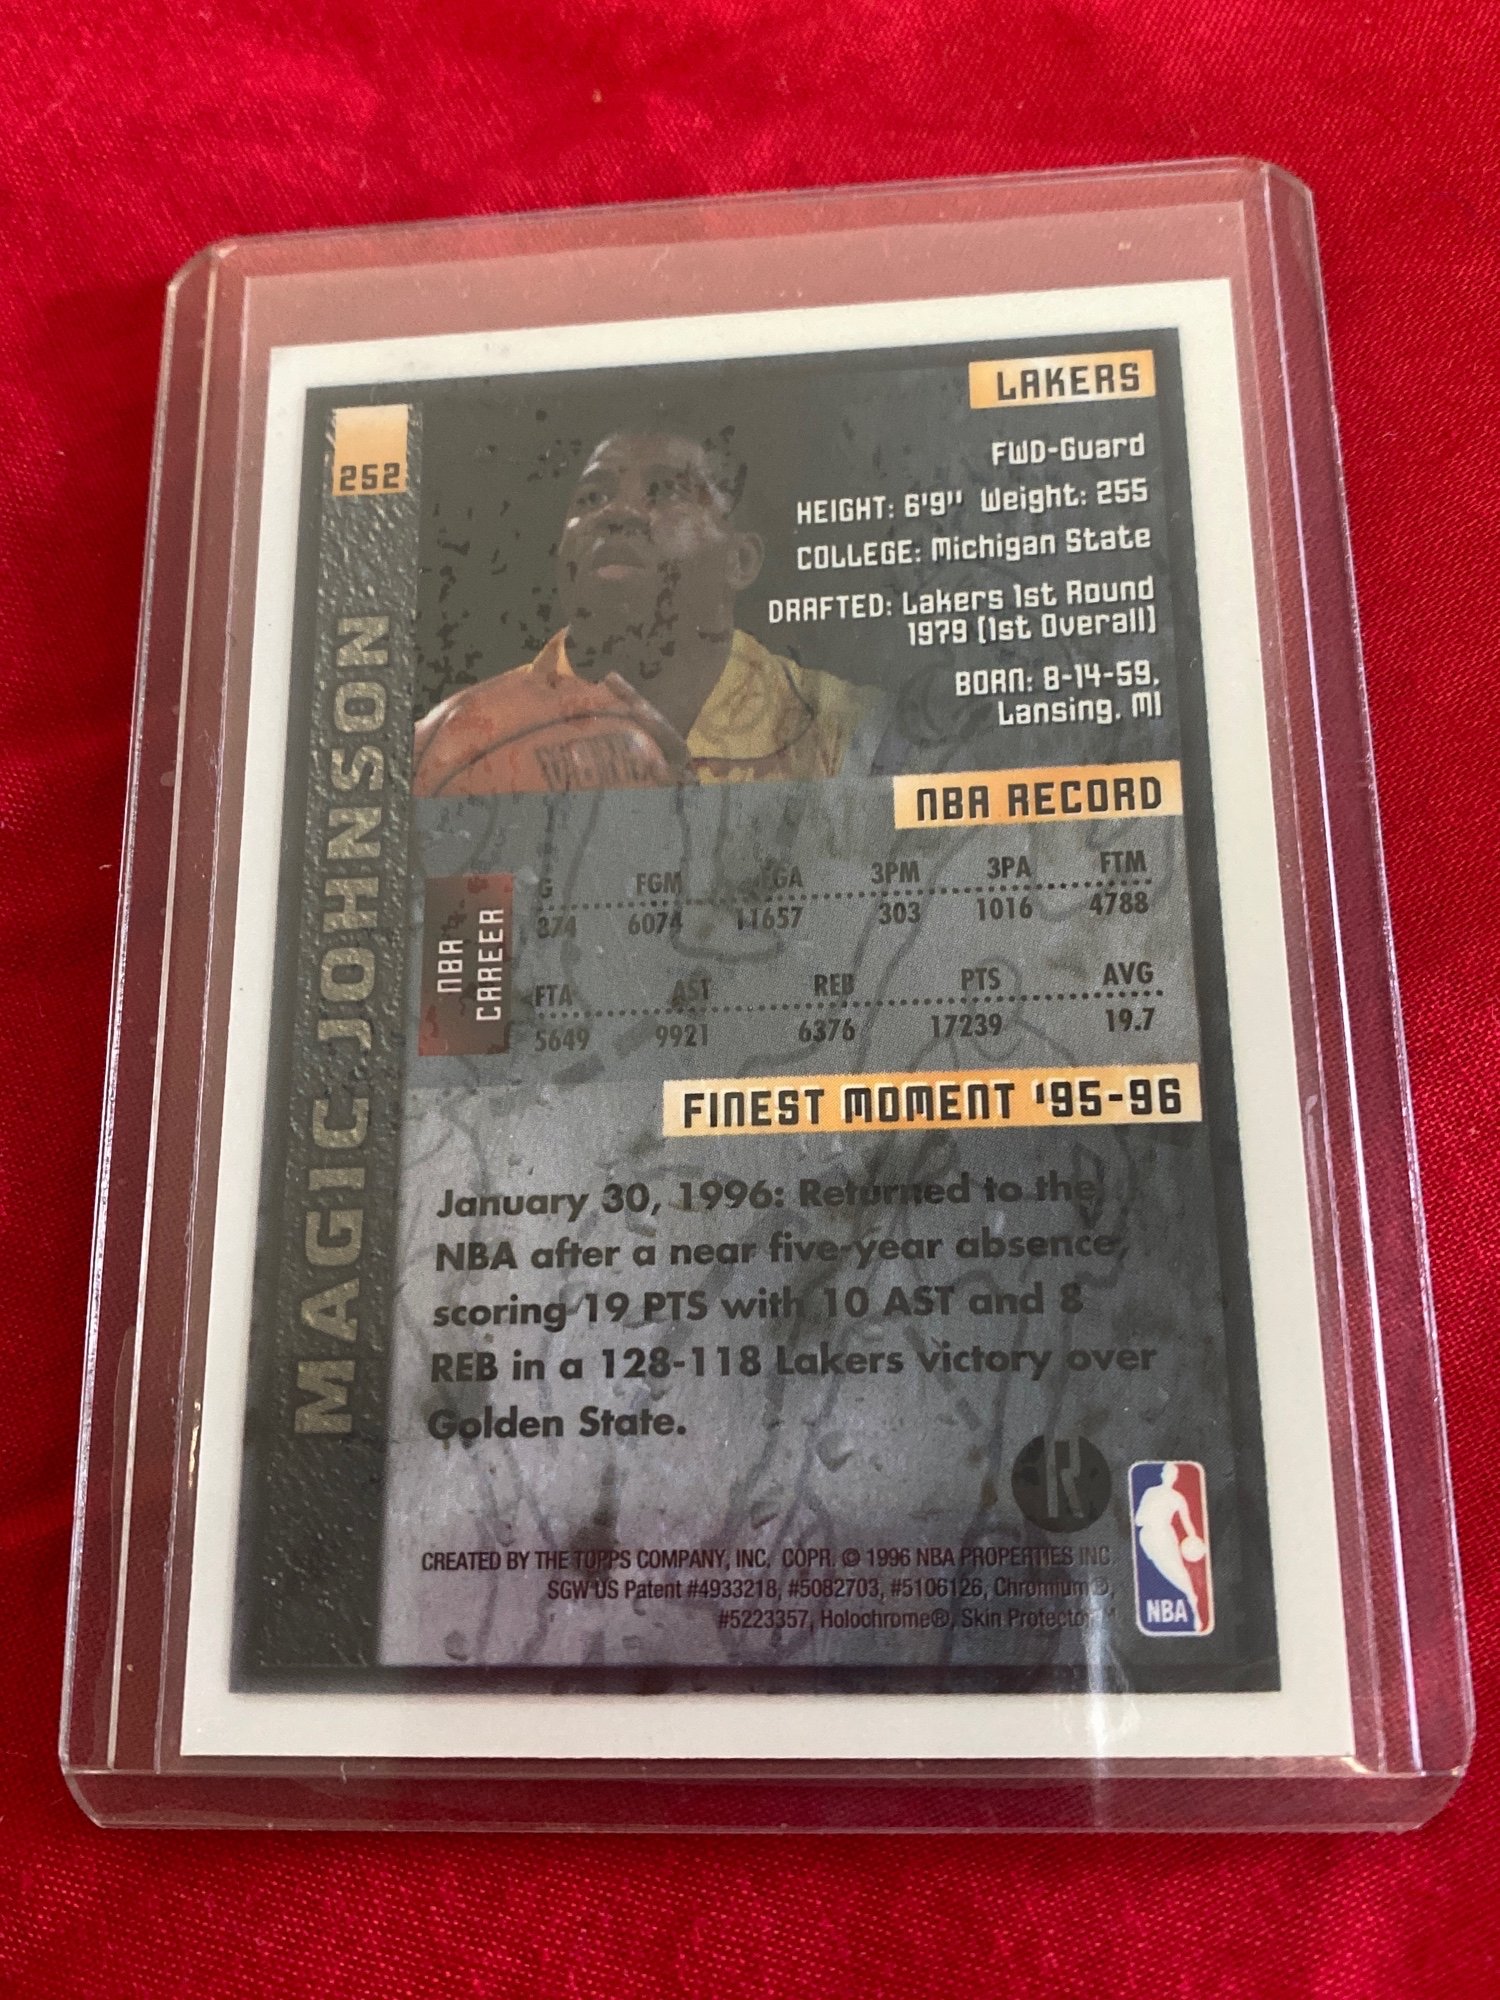 252
MAGIC JOHNSON
LAKERS
FWD-Guard
HEIGHT: 6'9" Weight: 255
COLLEGE: Michigan State
DRAFTED: Lakers 1st Round
1979 (1st Overall)
BORN: 8-14-59,
Lansing, MI
NBA RECORD
NBA
CAREER
G FGM FGA 3PM 3PA FTM
874 6074 11657 303 1016 4788
FTA AST REB PTS AVG
5649 9921 6376 17239 19.7
FINEST MOMENT '95-96
January 30, 1996: Returned to the
NBA after a near five-year absence,
scoring 19 PTS with 10 AST and 8
REB in a 128-118 Lakers victory over
Golden State.
R
CREATED BY THE TOPPS COMPANY, INC. COPR. © 1996 NBA PROPERTIES INC
SGW US Patent #4933218, #5082703, #5106126, Chromium®,
#5223357, Holochrome®, Skin Protector™
NBA